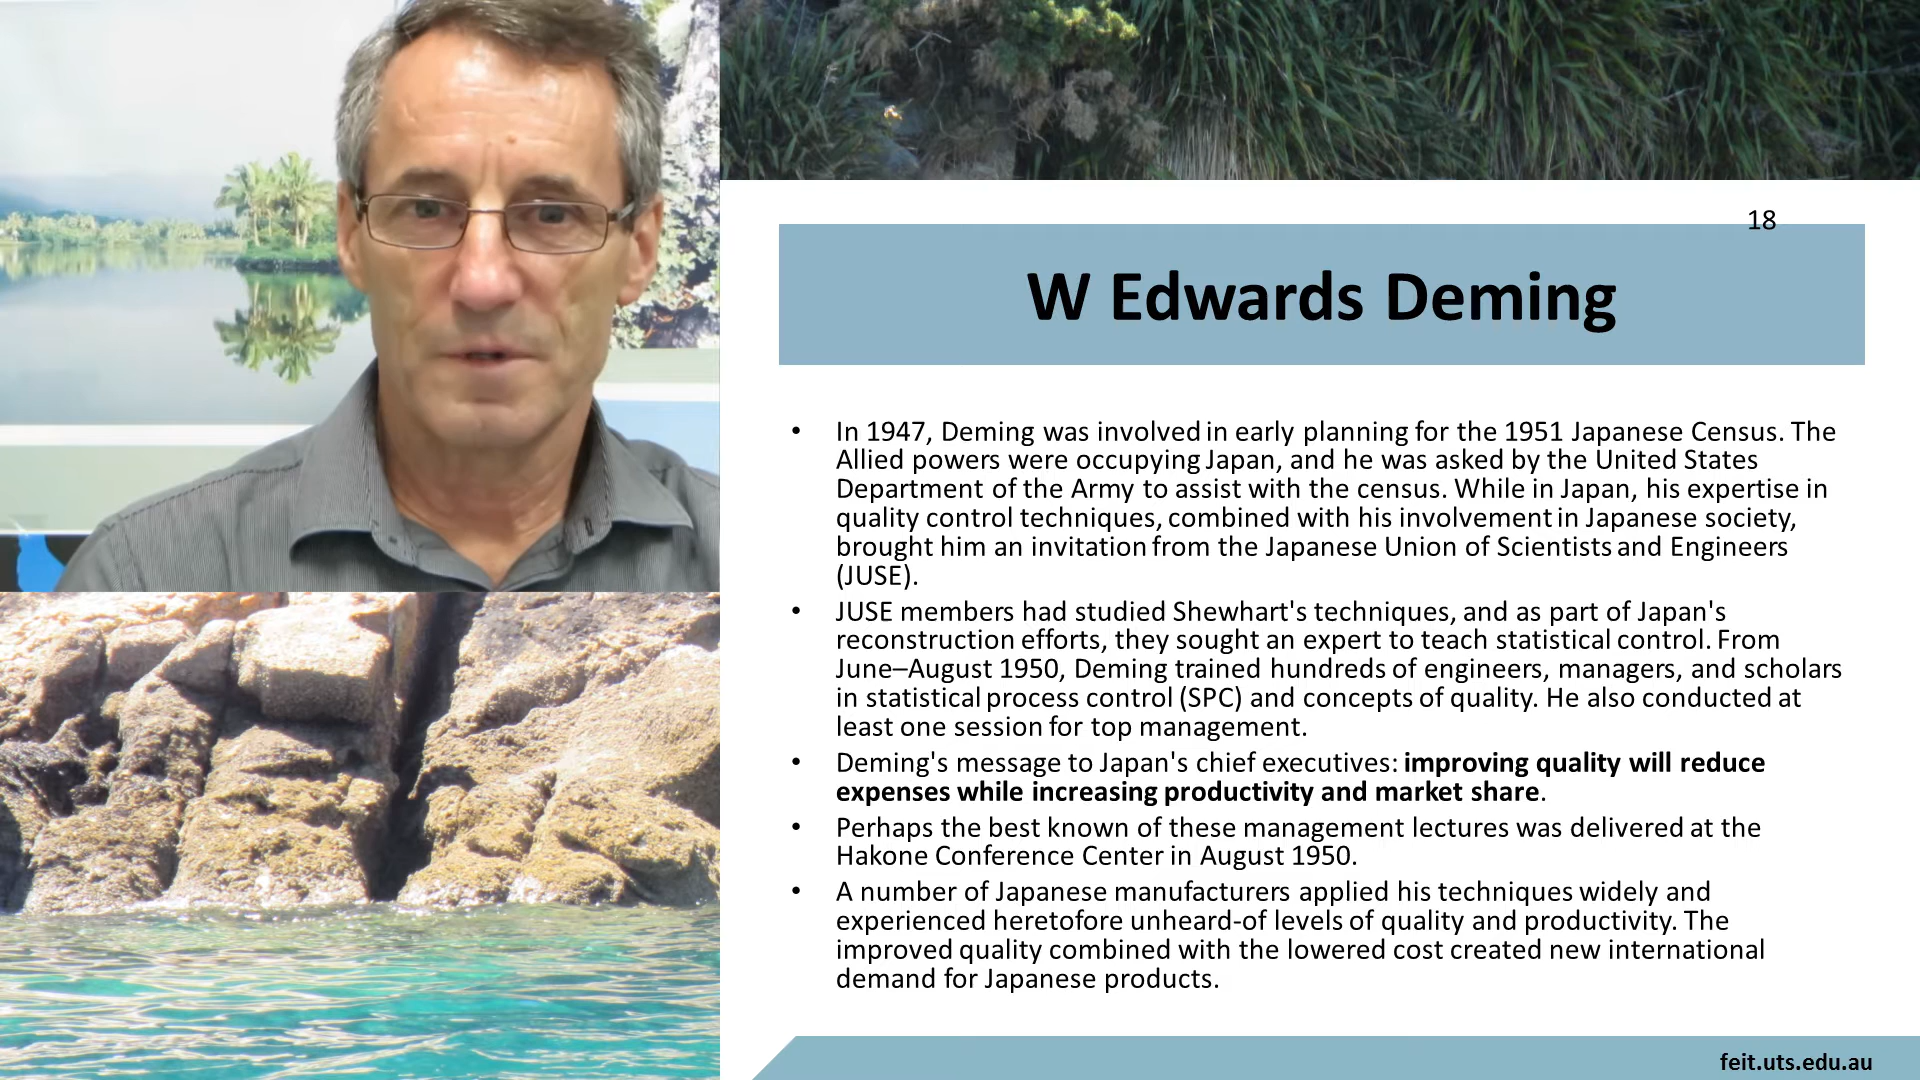 18
W Edwards Deming
• In 1947, Deming was involved in early planning for the 1951 Japanese Census. The
Allied powers were occupying Japan, and he was asked by the United States
Department of the Army to assist with the census. While in Japan, his expertise in
quality control techniques, combined with his involvement in Japanese society,
brought him an invitation from the Japanese Union of Scientists and Engineers
(JUSE).
• JUSE members had studied Shewhart's techniques, and as part of Japan's
reconstruction efforts, they sought an expert to teach statistical control. From
June–August 1950, Deming trained hundreds of engineers, managers, and scholars
in statistical process control (SPC) and concepts of quality. He also conducted at
least one session for top management.
• Deming's message to Japan's chief executives: improving quality will reduce
expenses while increasing productivity and market share.
• Perhaps the best known of these management lectures was delivered at the
Hakone Conference Center in August 1950.
• A number of Japanese manufacturers applied his techniques widely and
experienced heretofore unheard-of levels of quality and productivity. The
improved quality combined with the lowered cost created new international
demand for Japanese products.
feit.uts.edu.au